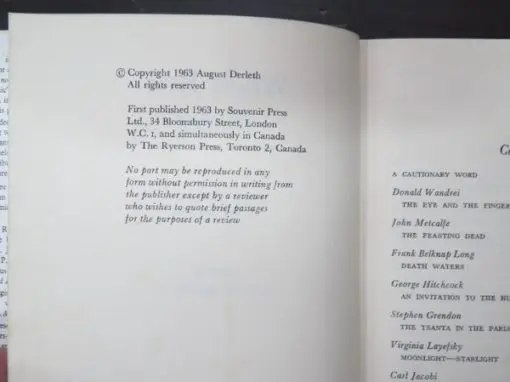 © Copyright 1963 August Derleth
All rights reserved
First published 1963 by Souvenir Press
Ltd., 34 Bloomsbury Street, London
W.C. 1, and simultaneously in Canada
by The Ryerson Press, Toronto 2, Canada
No part may be reproduced in any
form without permission in writing from
the publisher except by a reviewer
who wishes to quote brief passages
for the purposes of a review
A CAUTIONARY WORD
Donald Wandrei
THE EYE AND THE FINGER
John Metcalfe
THE FEASTING DEAD
Frank Belknap Long
DEATH WATERS
George Hitchcock
AN INVITATION TO THE
Stephen Grendon
THE TSANTA IN THE
Virginia Layefsky
MOONLIGHT—STARLIGHT
Carl Jacobi